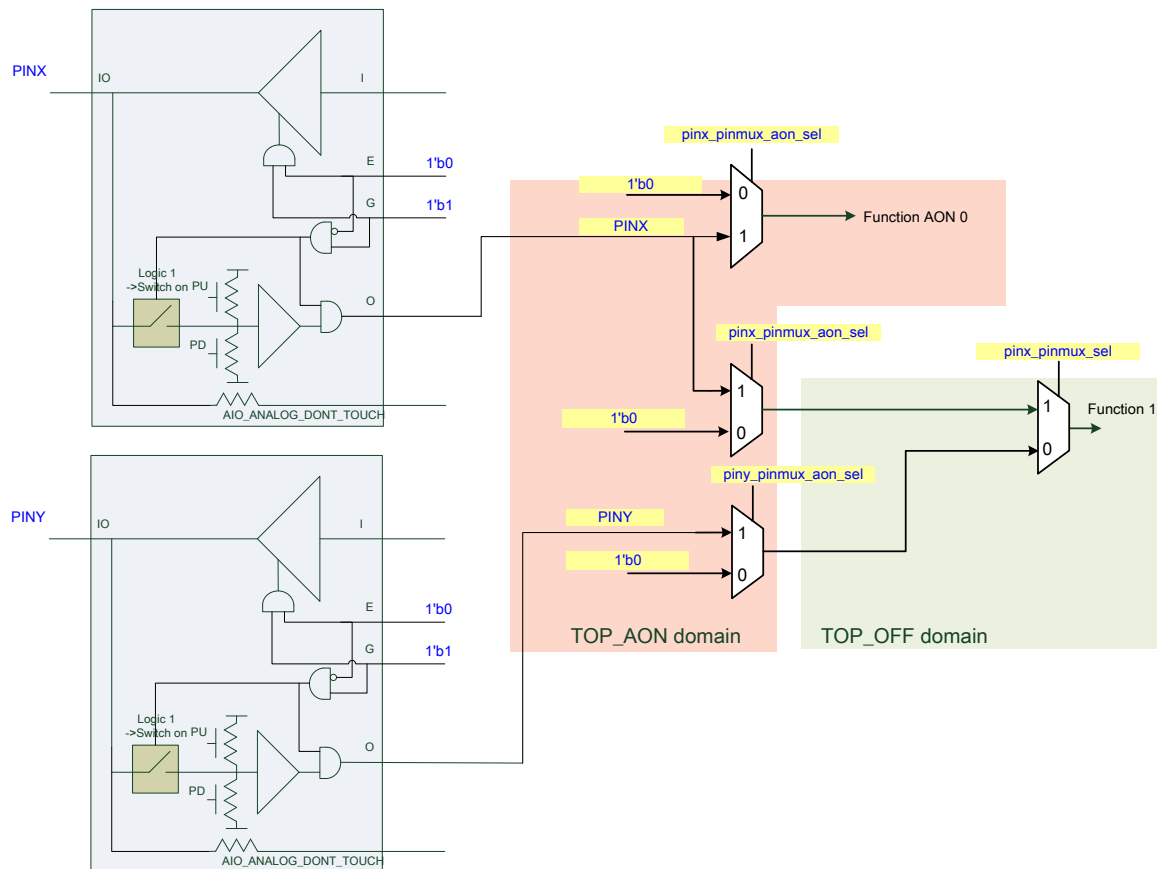 PINX
IO
I
E
1'b0
G
1'b1
Logic 1
->Switch on
PU
PD
O
AIO_ANALOG_DONT_TOUCH
pinx_pinmux_aon_sel
1'b0
0
PINX
1
Function AON 0
pinx_pinmux_aon_sel
1
1'b0
0
pinx_pinmux_sel
1
Function 1
0
piny_pinmux_aon_sel
PINY
1
1'b0
0
TOP_AON domain
TOP_OFF domain
PINY
IO
I
E
1'b0
G
1'b1
Logic 1
->Switch on
PU
PD
O
AIO_ANALOG_DONT_TOUCH